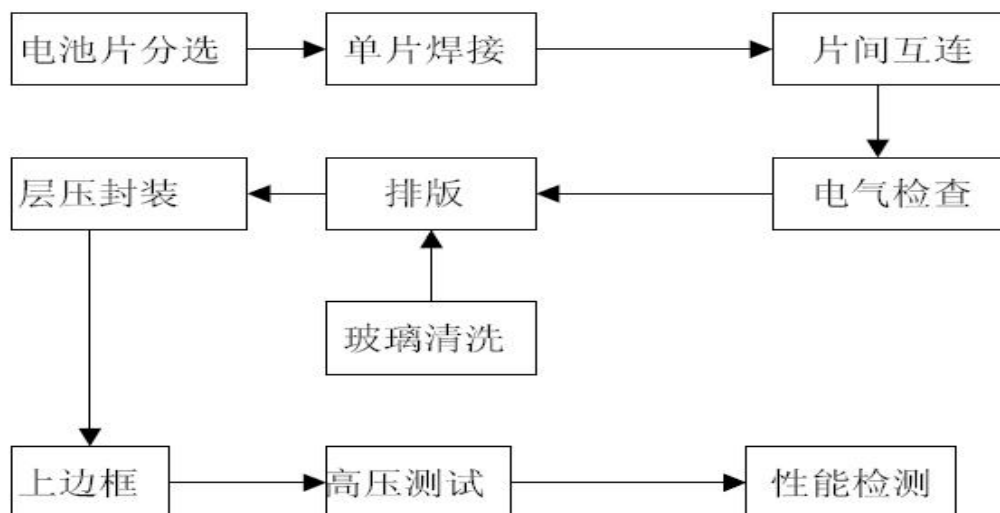 电池片分选
单片焊接
片间互连
层压封装
排版
电气检查
玻璃清洗
上边框
高压测试
性能检测